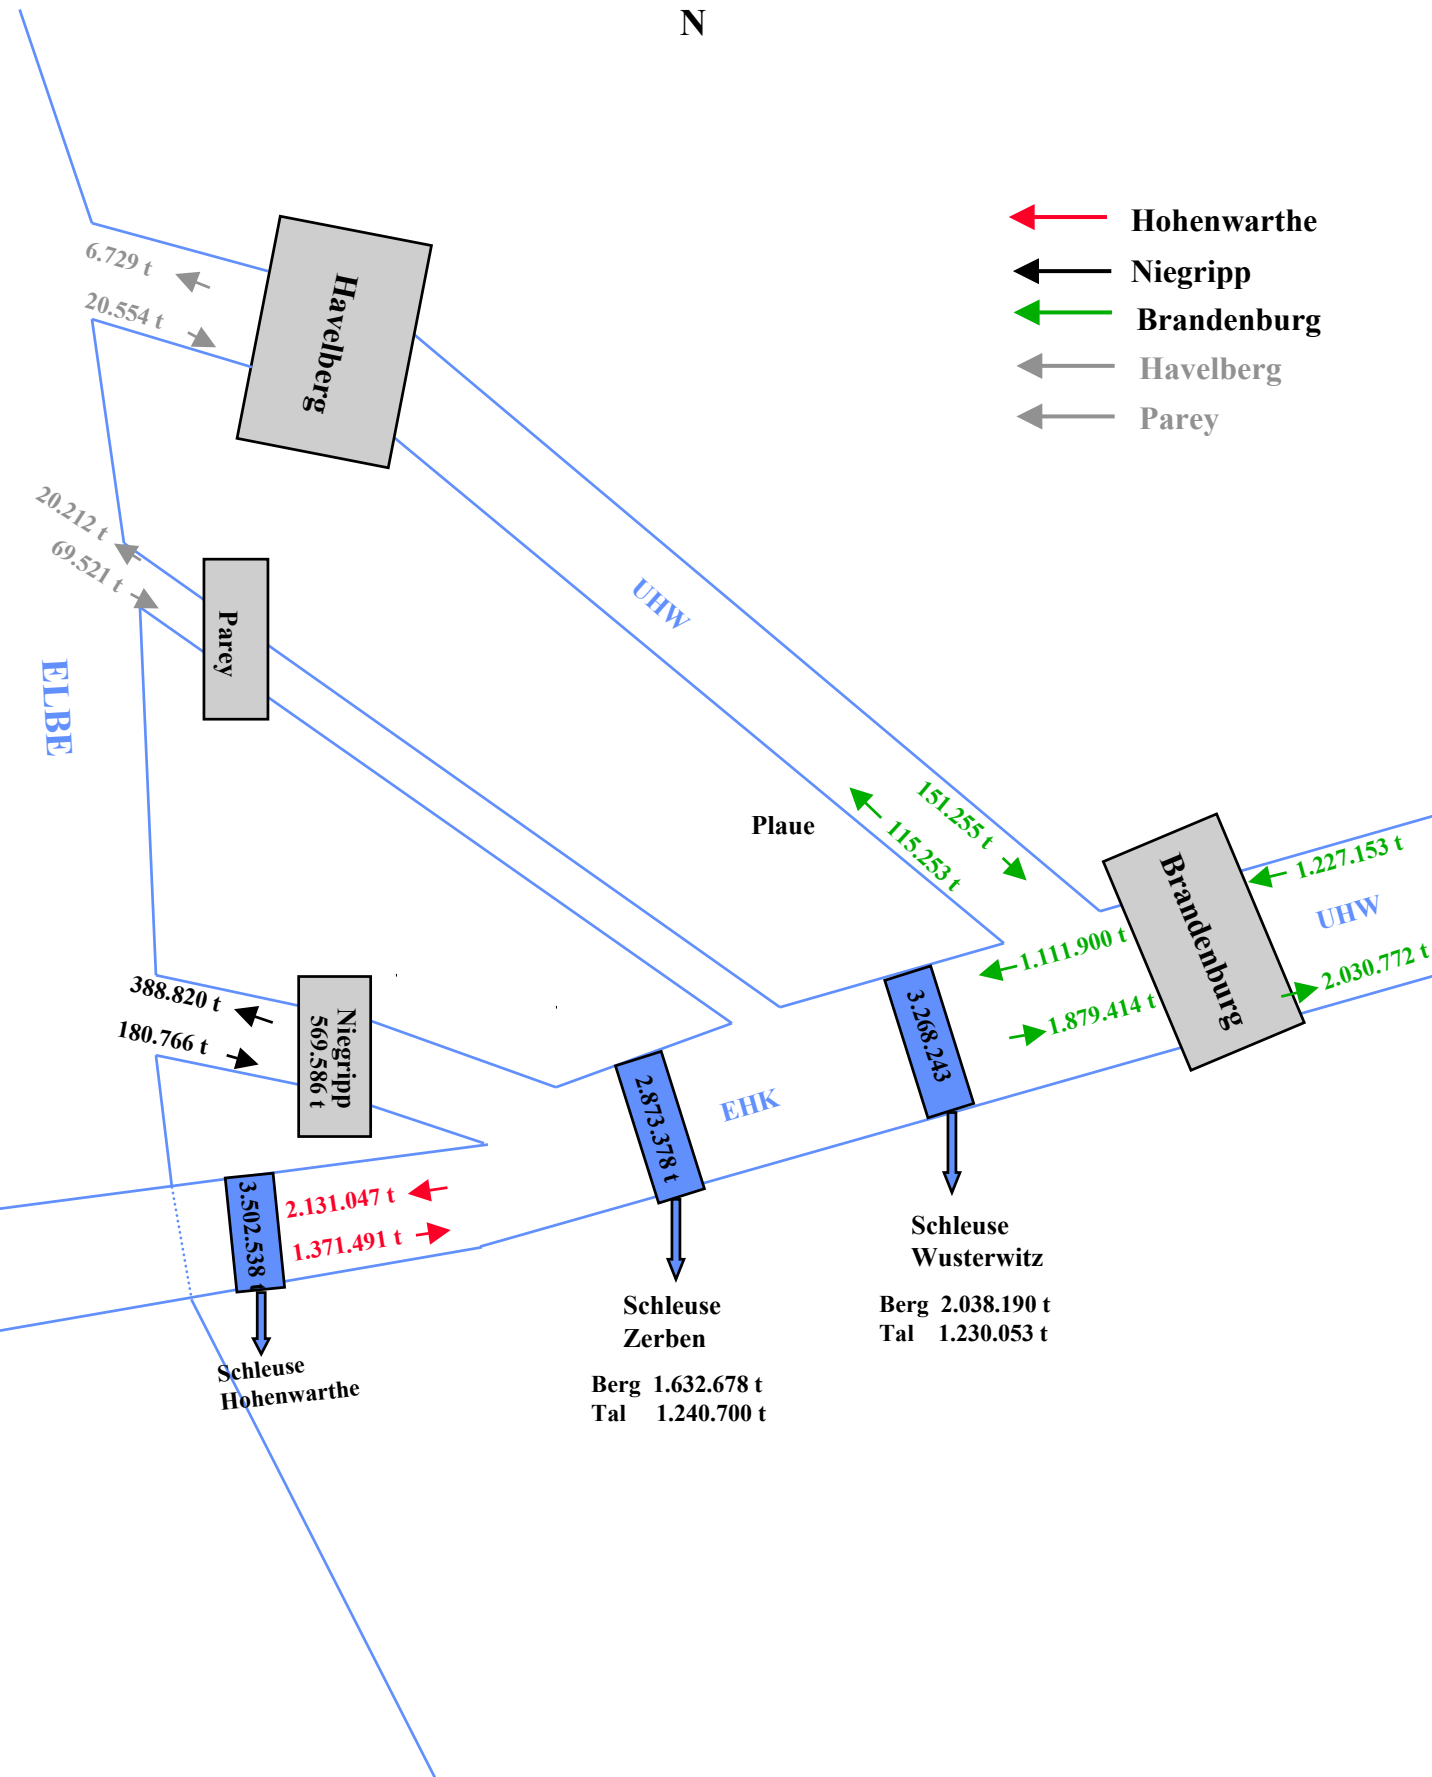 N
Hohenwarthe
Niegripp
Brandenburg
Havelberg
Parey
6.729 t
20.554 t
Havelberg
20.212 t
69.521 t
Parey
UHW
ELBE
Plaue
151.255 t
115.253 t
Brandenburg
1.227.153 t
UHW
2.030.772 t
1.111.900 t
1.879.414 t
388.820 t
180.766 t
Niegripp
569.586 t
3.268.243
2.873.378 t
EHK
3.502.538 t
2.131.047 t
1.371.491 t
Schleuse
Wusterwitz
Berg 2.038.190 t
Tal 1.230.053 t
Schleuse
Zerben
Berg 1.632.678 t
Tal 1.240.700 t
Schleuse
Hohenwarthe